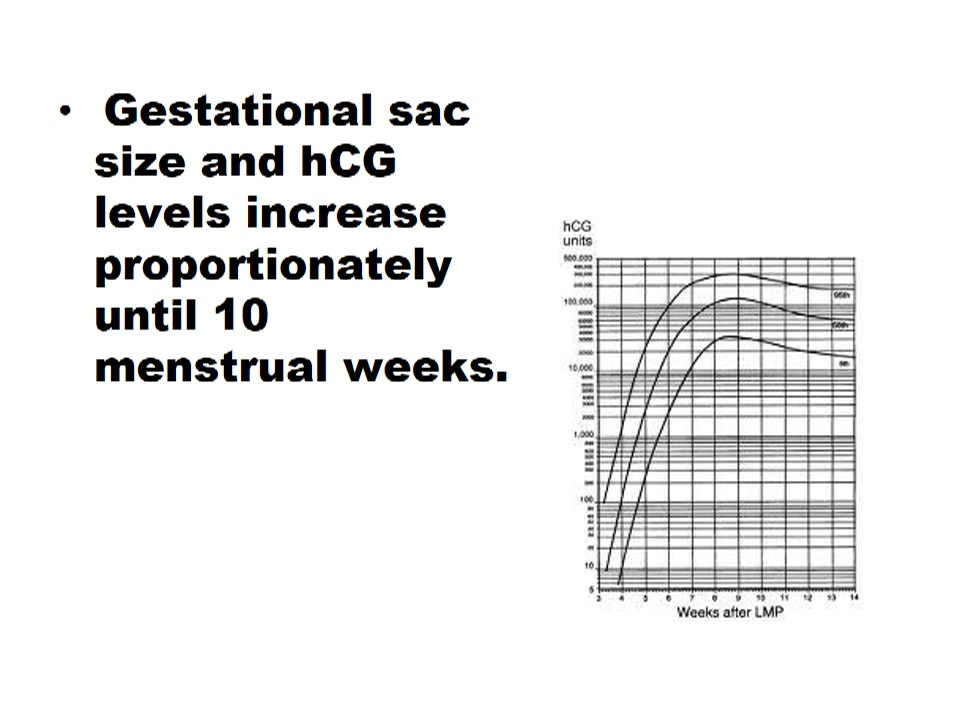 • Gestational sac
size and hCG
levels increase
proportionately
until 10
menstrual weeks.
hCG
units
500,000
100,000
10,000
1,000
100
10
5
3 4 5 6 7 8 9 10 11 12 13 14
Weeks after LMP
95th
50th
5th